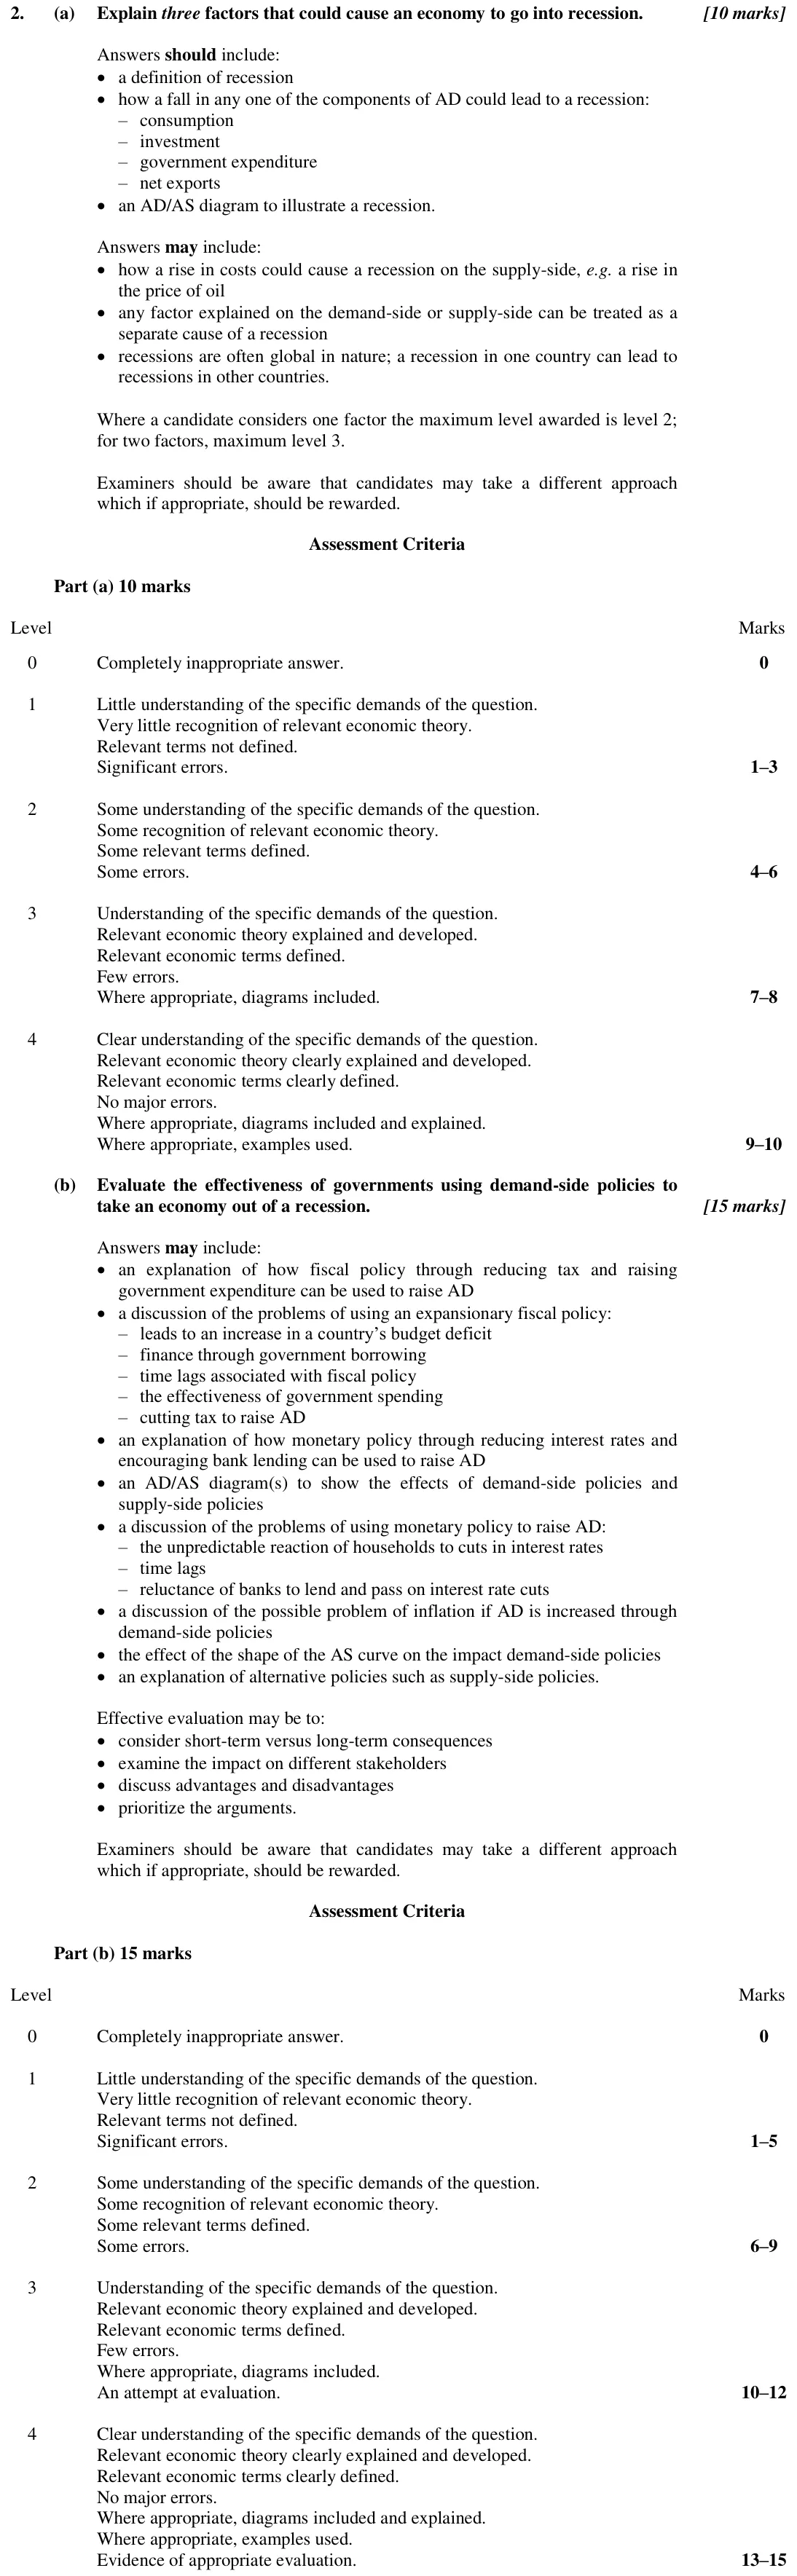 2. (a) Explain three factors that could cause an economy to go into recession. [10 marks]
Answers should include:
• a definition of recession
• how a fall in any one of the components of AD could lead to a recession:
– consumption
– investment
– government expenditure
– net exports
• an AD/AS diagram to illustrate a recession.
Answers may include:
• how a rise in costs could cause a recession on the supply-side, e.g. a rise in
the price of oil
• any factor explained on the demand-side or supply-side can be treated as a
separate cause of a recession
• recessions are often global in nature; a recession in one country can lead to
recessions in other countries.
Where a candidate considers one factor the maximum level awarded is level 2;
for two factors, maximum level 3.
Examiners should be aware that candidates may take a different approach
which if appropriate, should be rewarded.
Assessment Criteria
Part (a) 10 marks
Level Marks
0 Completely inappropriate answer. 0
1 Little understanding of the specific demands of the question.
Very little recognition of relevant economic theory.
Relevant terms not defined.
Significant errors. 1–3
2 Some understanding of the specific demands of the question.
Some recognition of relevant economic theory.
Some relevant terms defined.
Some errors. 4–6
3 Understanding of the specific demands of the question.
Relevant economic theory explained and developed.
Relevant economic terms defined.
Few errors.
Where appropriate, diagrams included. 7–8
4 Clear understanding of the specific demands of the question.
Relevant economic theory clearly explained and developed.
Relevant economic terms clearly defined.
No major errors.
Where appropriate, diagrams included and explained.
Where appropriate, examples used. 9–10
(b) Evaluate the effectiveness of governments using demand-side policies to
take an economy out of a recession. [15 marks]
Answers may include:
• an explanation of how fiscal policy through reducing tax and raising
government expenditure can be used to raise AD
• a discussion of the problems of using an expansionary fiscal policy:
– leads to an increase in a country's budget deficit
– finance through government borrowing
– time lags associated with fiscal policy
– the effectiveness of government spending
– cutting tax to raise AD
• an explanation of how monetary policy through reducing interest rates and
encouraging bank lending can be used to raise AD
• an AD/AS diagram(s) to show the effects of demand-side policies and
supply-side policies
• a discussion of the problems of using monetary policy to raise AD:
– the unpredictable reaction of households to cuts in interest rates
– time lags
– reluctance of banks to lend and pass on interest rate cuts
• a discussion of the possible problem of inflation if AD is increased through
demand-side policies
• the effect of the shape of the AS curve on the impact demand-side policies
• an explanation of alternative policies such as supply-side policies.
Effective evaluation may be to:
• consider short-term versus long-term consequences
• examine the impact on different stakeholders
• discuss advantages and disadvantages
• prioritize the arguments.
Examiners should be aware that candidates may take a different approach
which if appropriate, should be rewarded.
Assessment Criteria
Part (b) 15 marks
Level Marks
0 Completely inappropriate answer. 0
1 Little understanding of the specific demands of the question.
Very little recognition of relevant economic theory.
Relevant terms not defined.
Significant errors. 1–5
2 Some understanding of the specific demands of the question.
Some recognition of relevant economic theory.
Some relevant terms defined.
Some errors. 6–9
3 Understanding of the specific demands of the question.
Relevant economic theory explained and developed.
Relevant economic terms defined.
Few errors.
Where appropriate, diagrams included.
An attempt at evaluation. 10–12
4 Clear understanding of the specific demands of the question.
Relevant economic theory clearly explained and developed.
Relevant economic terms clearly defined.
No major errors.
Where appropriate, diagrams included and explained.
Where appropriate, examples used.
Evidence of appropriate evaluation. 13–15